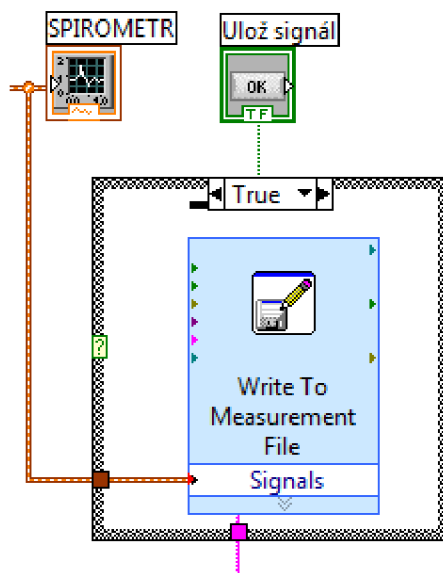 SPIROMETR
Ulož signál
OK
TF
True
?
Write To
Measurement
File
Signals